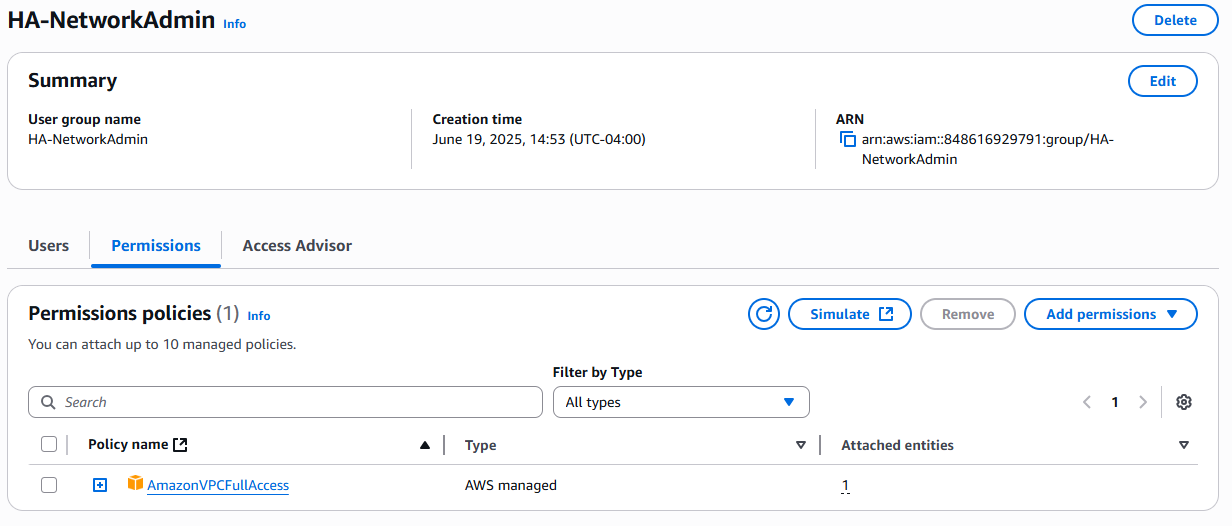 HA-NetworkAdmin Info
Delete
Summary
Edit
User group name
HA-NetworkAdmin
Creation time
June 19, 2025, 14:53 (UTC-04:00)
ARN
arn:aws:iam::848616929791:group/HA-
NetworkAdmin
Users
Permissions
Access Advisor
Permissions policies (1) Info
Simulate
Remove
Add permissions
You can attach up to 10 managed policies.
Filter by Type
Search
All types
1
Policy name
Type
Attached entities
AmazonVPCFullAccess
AWS managed
1